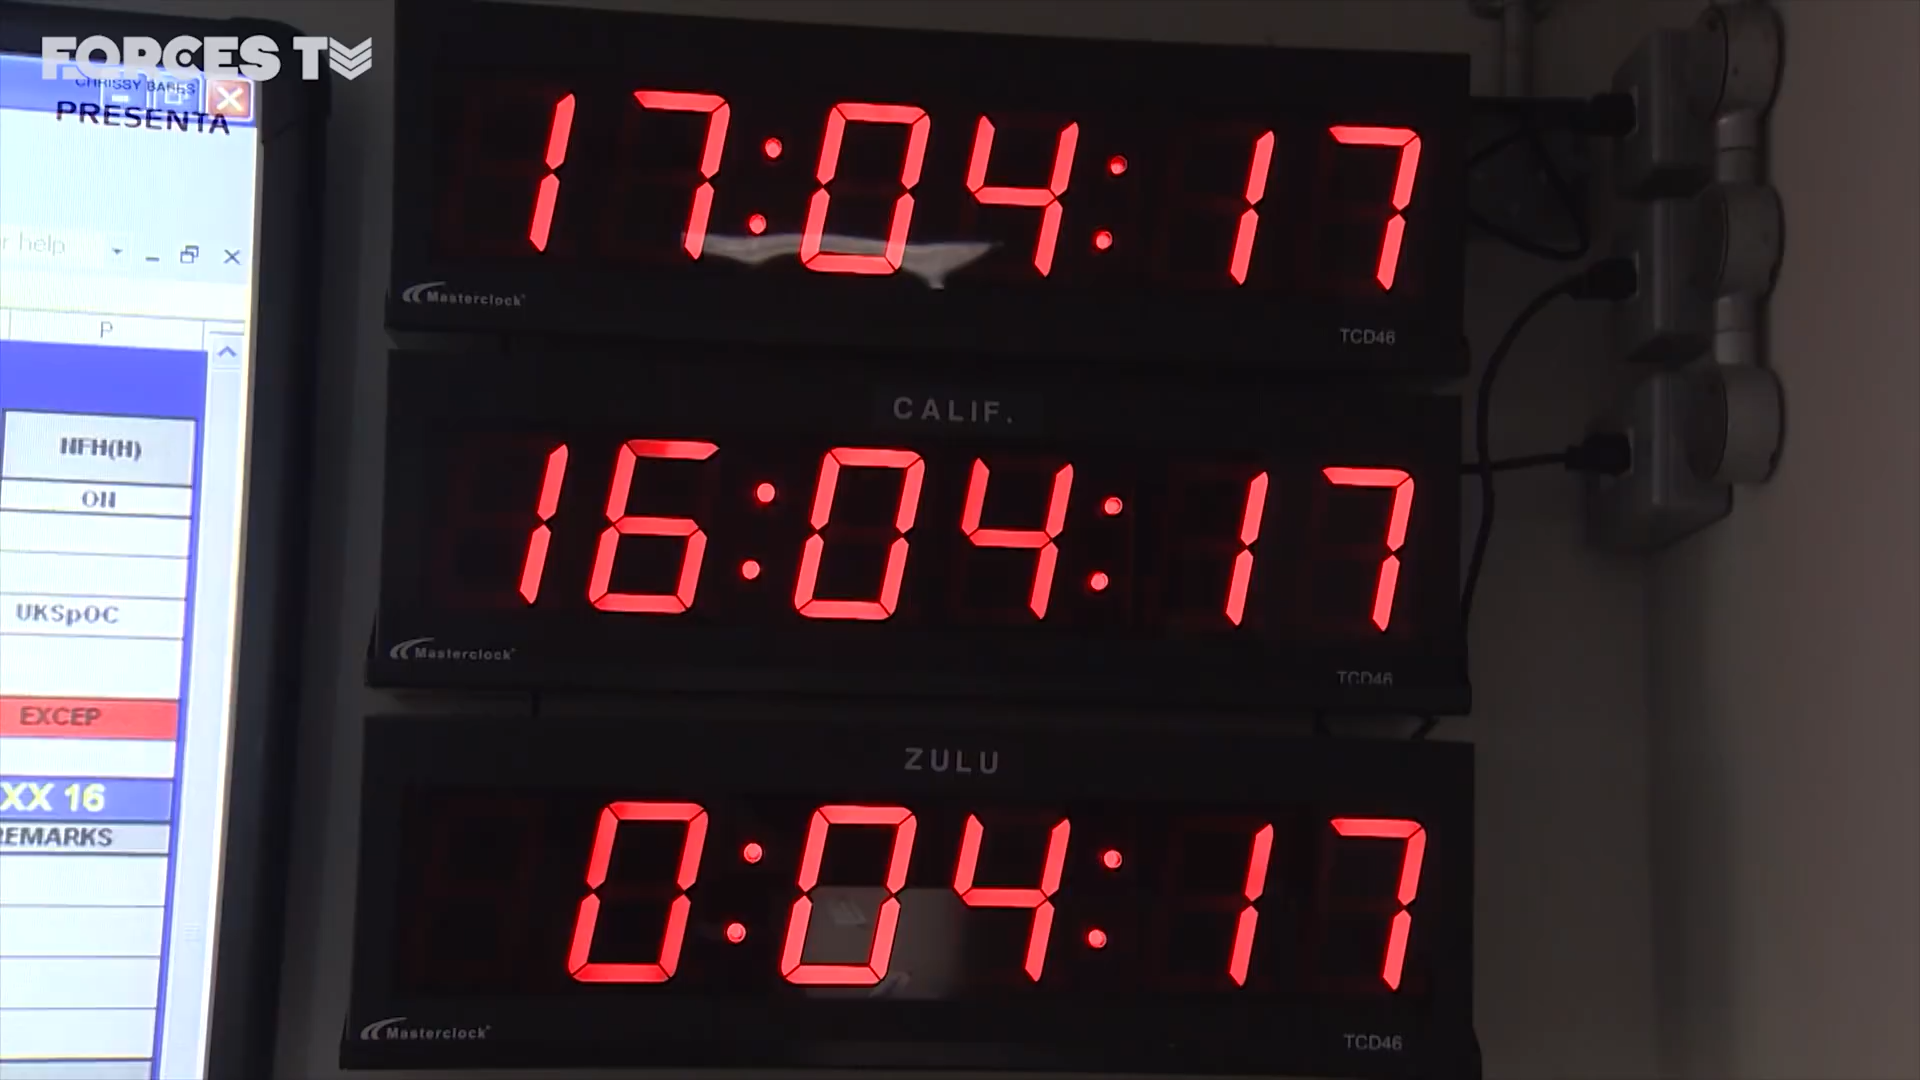 FORCES TV
CHRISSY BABES
PRESENTA
r help
P
NFH(H)
ON
UKSpOC
EXCEP
XX 16
REMARKS
17:04:17
Masterclock
TCD46
CALIF.
16:04:17
Masterclock
TCD46
ZULU
0:04:17
Masterclock
TCD46